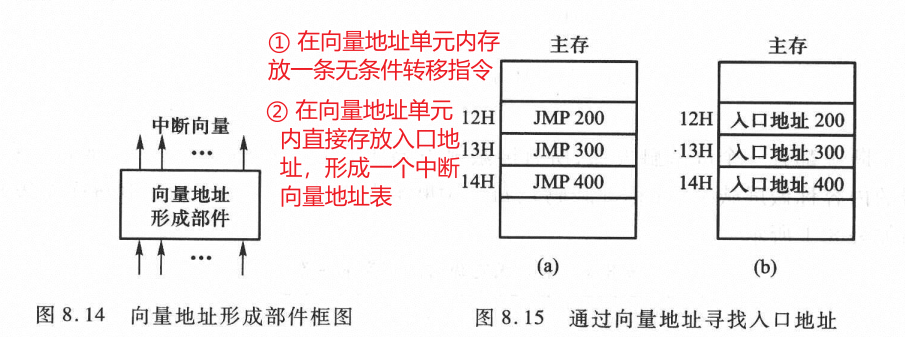 ① 在向量地址单元内存
放一条无条件转移指令
② 在向量地址单元
内直接存放入口地
址，形成一个中断
向量地址表
中断向量
…
向量地址
形成部件
…
图 8.14 向量地址形成部件框图
主存
12H JMP 200
13H JMP 300
14H JMP 400
(a)
主存
12H 入口地址 200
13H 入口地址 300
14H 入口地址 400
(b)
图 8.15 通过向量地址寻找入口地址